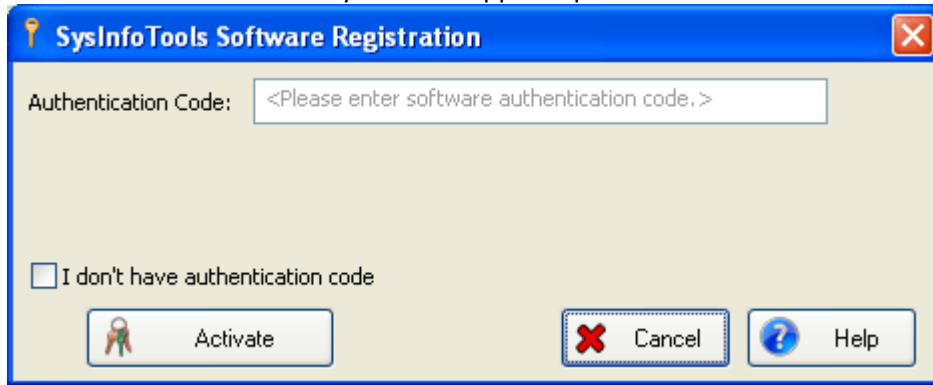 SysInfoTools Software Registration
Authentication Code: <Please enter software authentication code.>
I don't have authentication code
Activate Cancel Help